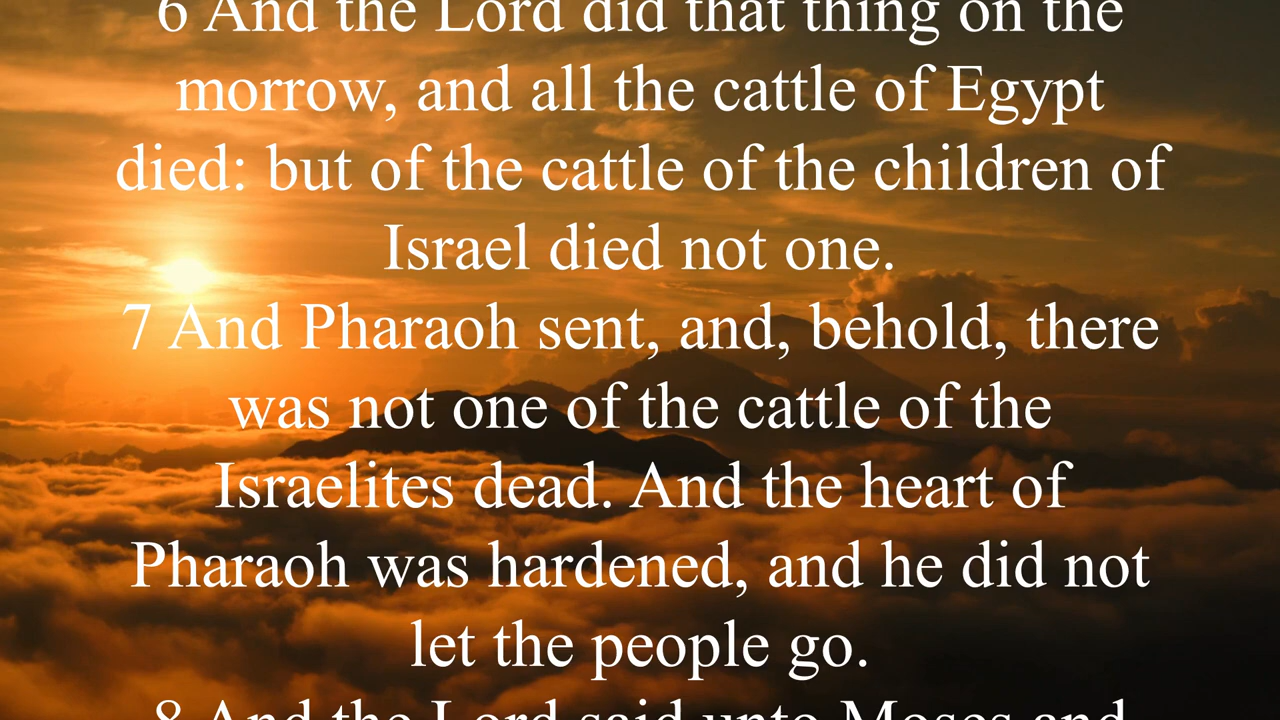 6 And the Lord did that thing on the
morrow, and all the cattle of Egypt
died: but of the cattle of the children of
Israel died not one.
7 And Pharaoh sent, and, behold, there
was not one of the cattle of the
Israelites dead. And the heart of
Pharaoh was hardened, and he did not
let the people go.
8 And the Lord said unto Moses and